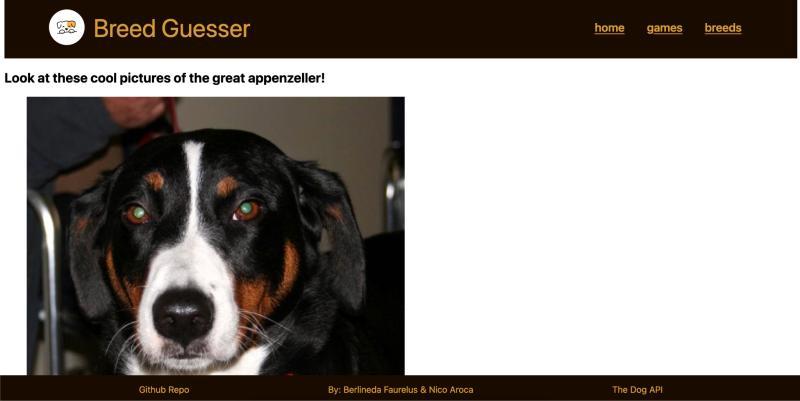 Breed Guesser
home games breeds
Look at these cool pictures of the great appenzeller!
Github Repo By: Berlineda Faurelus & Nico Aroca The Dog API